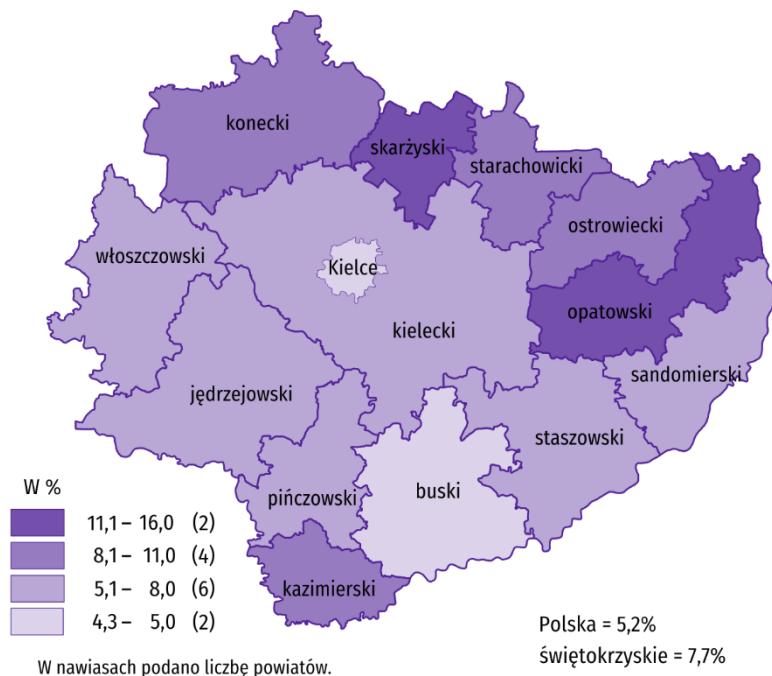 konecki
skarżyski
starachowicki
ostrowiecki
włoszczowski
Kielce
opatowski
kielecki
sandomierski
jędrzejowski
staszowski
pińczowski
buski
kazimierski
W %
11,1 – 16,0 (2)
8,1 – 11,0 (4)
5,1 – 8,0 (6)
4,3 – 5,0 (2)
Polska = 5,2%
świętokrzyskie = 7,7%
W nawiasach podano liczbę powiatów.